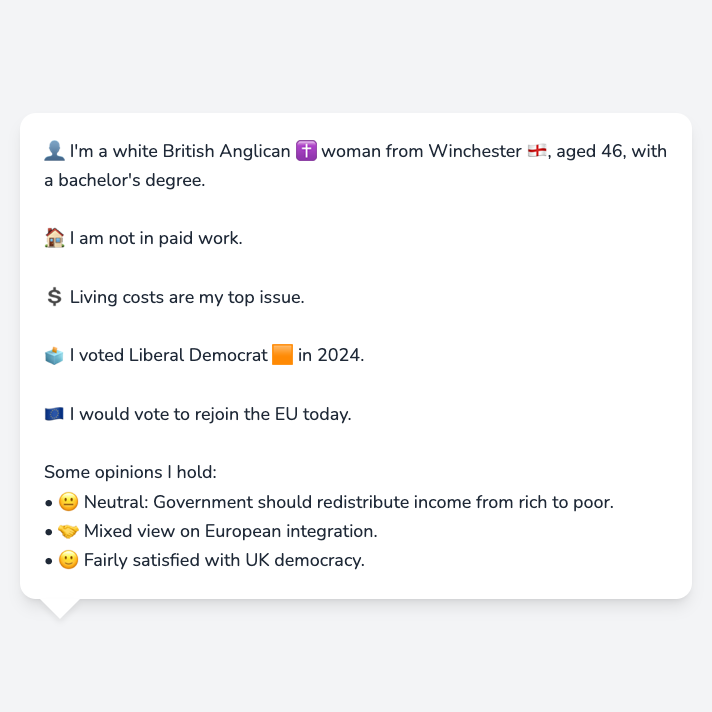 👤 I'm a white British Anglican ✝️ woman from Winchester 🏴󠁧󠁢󠁥󠁮󠁧󠁿, aged 46, with
a bachelor's degree.
🏠 I am not in paid work.
💲 Living costs are my top issue.
🗳️ I voted Liberal Democrat 🟧 in 2024.
🇪🇺 I would vote to rejoin the EU today.
Some opinions I hold:
• 😐 Neutral: Government should redistribute income from rich to poor.
• 🤝 Mixed view on European integration.
• 🙂 Fairly satisfied with UK democracy.